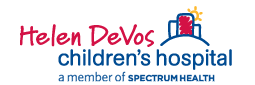 Helen DeVos
children's hospital
a member of SPECTRUM HEALTH